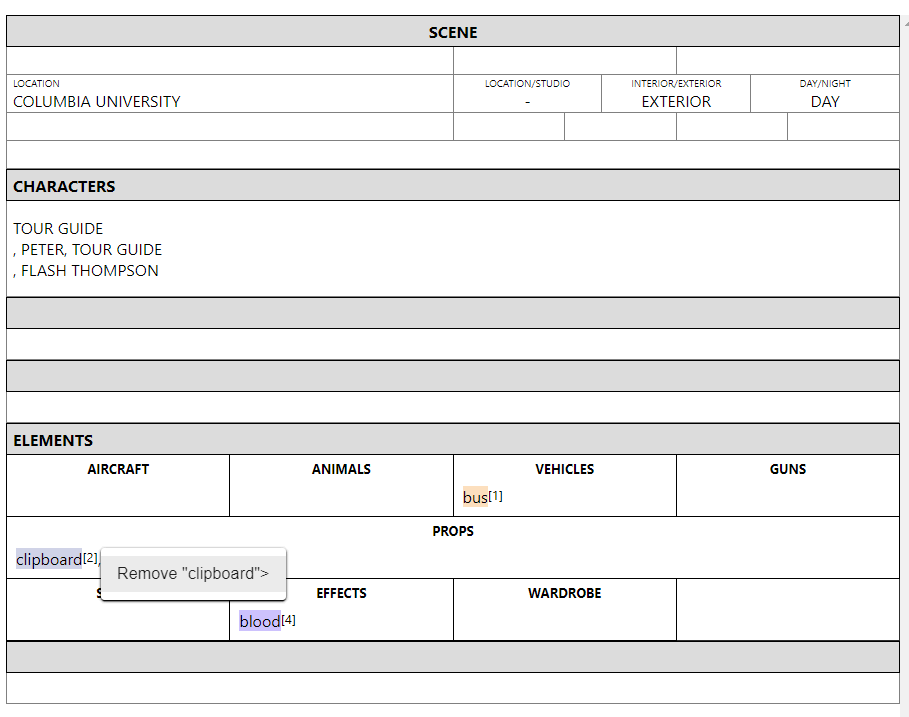 SCENE
LOCATION
COLUMBIA UNIVERSITY
LOCATION/STUDIO
-
INTERIOR/EXTERIOR
EXTERIOR
DAY/NIGHT
DAY
CHARACTERS
TOUR GUIDE
, PETER, TOUR GUIDE
, FLASH THOMPSON
ELEMENTS
AIRCRAFT
ANIMALS
VEHICLES
bus[1]
GUNS
PROPS
clipboard[2],
Remove "clipboard">
EFFECTS
blood[4]
WARDROBE